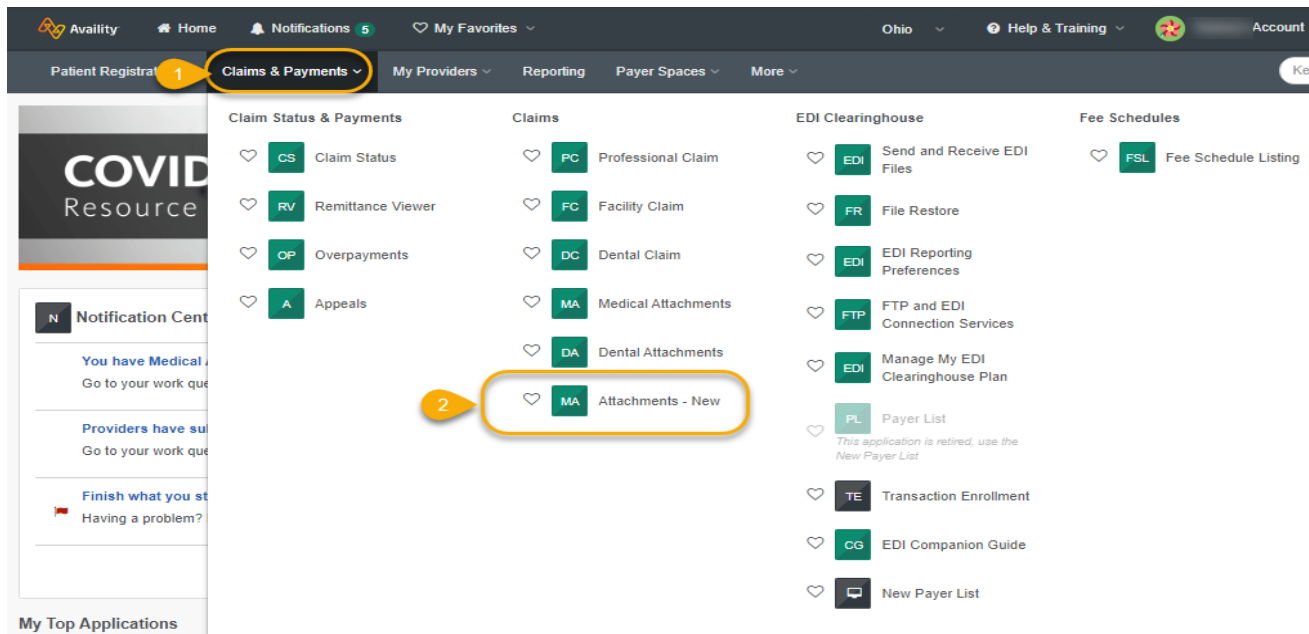 Availity Home Notifications 5 My Favorites Ohio Help & Training Account
Patient Registrat 1 Claims & Payments My Providers Reporting Payer Spaces More Ke
COVID
Resource
N Notification Cent
You have Medical
Go to your work que
Providers have sul
Go to your work que
Finish what you st
Having a problem?
My Top Applications
Claim Status & Payments
CS Claim Status
RV Remittance Viewer
OP Overpayments
A Appeals
Claims
PC Professional Claim
FC Facility Claim
DC Dental Claim
MA Medical Attachments
DA Dental Attachments
2 MA Attachments - New
EDI Clearinghouse
EDI Send and Receive EDI
Files
FR File Restore
EDI EDI Reporting
Preferences
FTP FTP and EDI
Connection Services
EDI Manage My EDI
Clearinghouse Plan
PL Payer List
This application is retired, use the
New Payer List
TE Transaction Enrollment
CG EDI Companion Guide
New Payer List
Fee Schedules
FSL Fee Schedule Listing